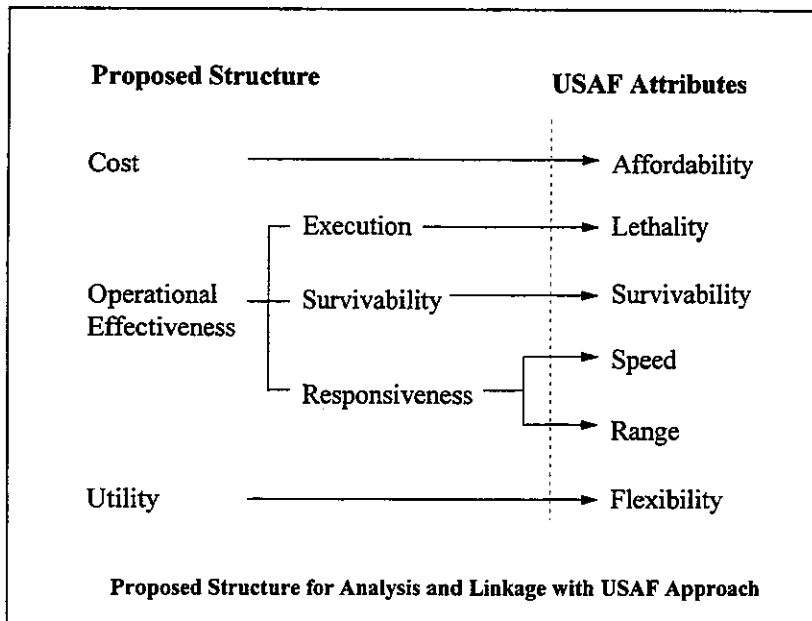 Proposed Structure
USAF Attributes
Cost
Affordability
Execution
Lethality
Operational
Effectiveness
Survivability
Survivability
Responsiveness
Speed
Range
Utility
Flexibility
Proposed Structure for Analysis and Linkage with USAF Approach